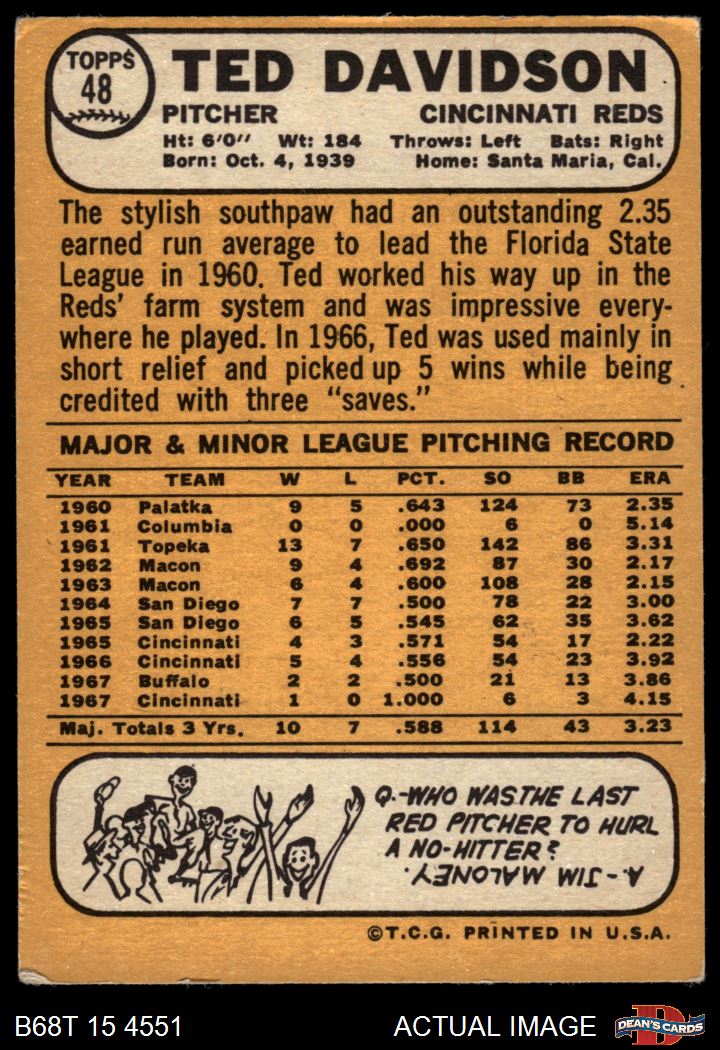 TOPPS
48
TED DAVIDSON
PITCHER CINCINNATI REDS
Ht: 6'0" Wt: 184 Throws: Left Bats: Right
Born: Oct. 4, 1939 Home: Santa Maria, Cal.
The stylish southpaw had an outstanding 2.35
earned run average to lead the Florida State
League in 1960. Ted worked his way up in the
Reds' farm system and was impressive every-
where he played. In 1966, Ted was used mainly in
short relief and picked up 5 wins while being
credited with three "saves."
MAJOR & MINOR LEAGUE PITCHING RECORD
YEAR TEAM W L PCT. SO BB ERA
1960 Palatka 9 5 .643 124 73 2.35
1961 Columbia 0 0 .000 6 0 5.14
1961 Topeka 13 7 .650 142 86 3.31
1962 Macon 9 4 .692 87 30 2.17
1963 Macon 6 4 .600 108 28 2.15
1964 San Diego 7 7 .500 78 22 3.00
1965 San Diego 6 5 .545 62 35 3.62
1965 Cincinnati 4 3 .571 54 17 2.22
1966 Cincinnati 5 4 .556 54 23 3.92
1967 Buffalo 2 2 .500 21 13 3.86
1967 Cincinnati 1 0 1.000 6 3 4.15
Maj. Totals 3 Yrs. 10 7 .588 114 43 3.23
Q.-WHO WAS THE LAST
RED PITCHER TO HURL
A NO-HITTER?
A.-JIM MALONEY.
©T.C.G. PRINTED IN U.S.A.
B68T 15 4551 ACTUAL IMAGE DEAN'S CARDS